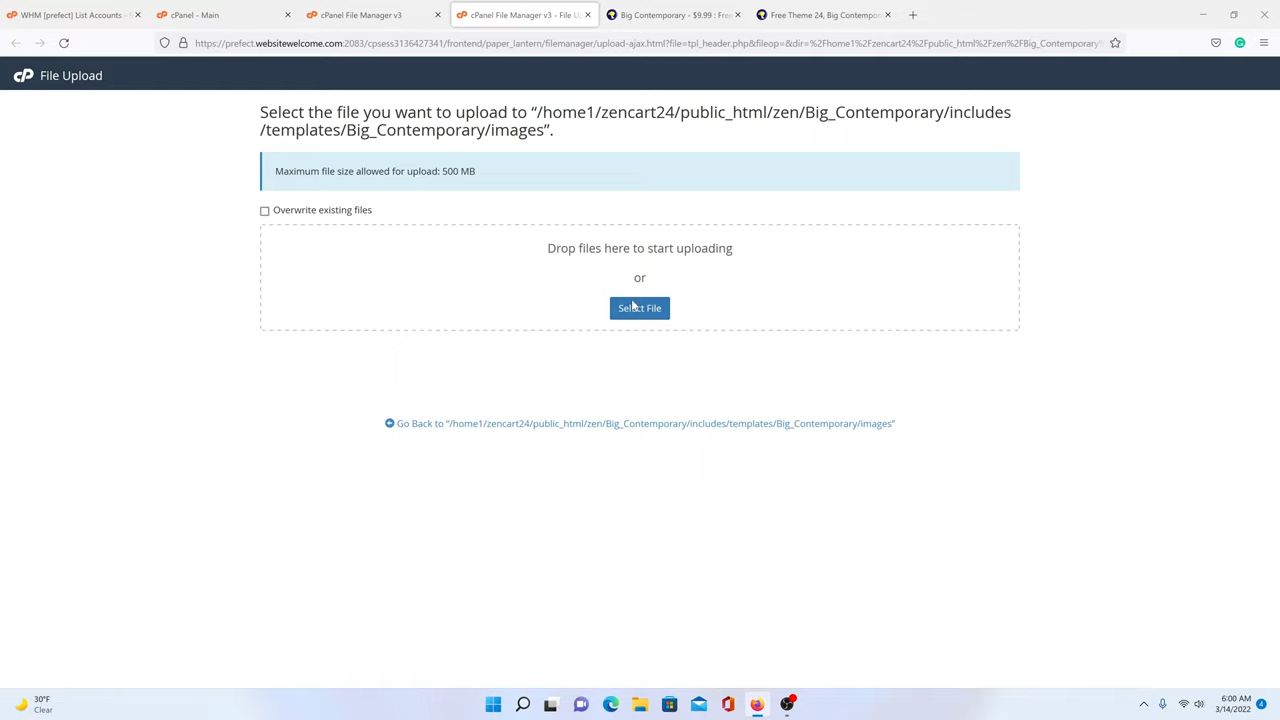 WHM [prefect] List Accounts - S
cPanel - Main
cPanel File Manager v3
cPanel File Manager v3 - File U
Big Contemporary - $9.99 : Free
Free Theme 24, Big Contempora
https://prefect.websitewelcome.com:2083/cpsess3136427341/frontend/paper_lantern/filemanager/upload-ajax.html?file=tpl_header.php&fileop=&dir=%2Fhome1%2Fzencart24%2Fpublic_html%2Fzen%2FBig_Contemporary%
cP File Upload
Select the file you want to upload to “/home1/zencart24/public_html/zen/Big_Contemporary/includes
/templates/Big_Contemporary/images”.
Maximum file size allowed for upload: 500 MB
Overwrite existing files
Drop files here to start uploading
or
Select File
Go Back to “/home1/zencart24/public_html/zen/Big_Contemporary/includes/templates/Big_Contemporary/images”
30°F
Clear
6:00 AM
3/14/2022
4